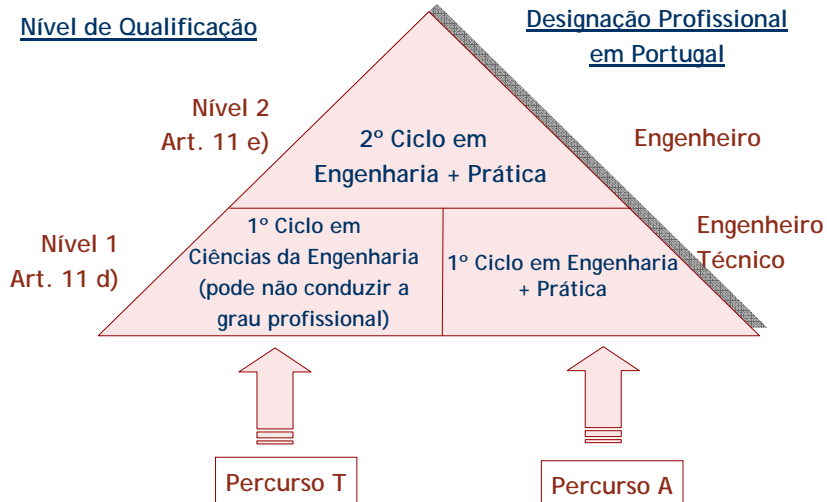 Nível de Qualificação
Designação Profissional
em Portugal
Nível 2
Art. 11 e)
2º Ciclo em
Engenharia + Prática
Engenheiro
Nível 1
Art. 11 d)
1º Ciclo em
Ciências da Engenharia
(pode não conduzir a
grau profissional)
1º Ciclo em Engenharia
+ Prática
Engenheiro
Técnico
Percurso T
Percurso A